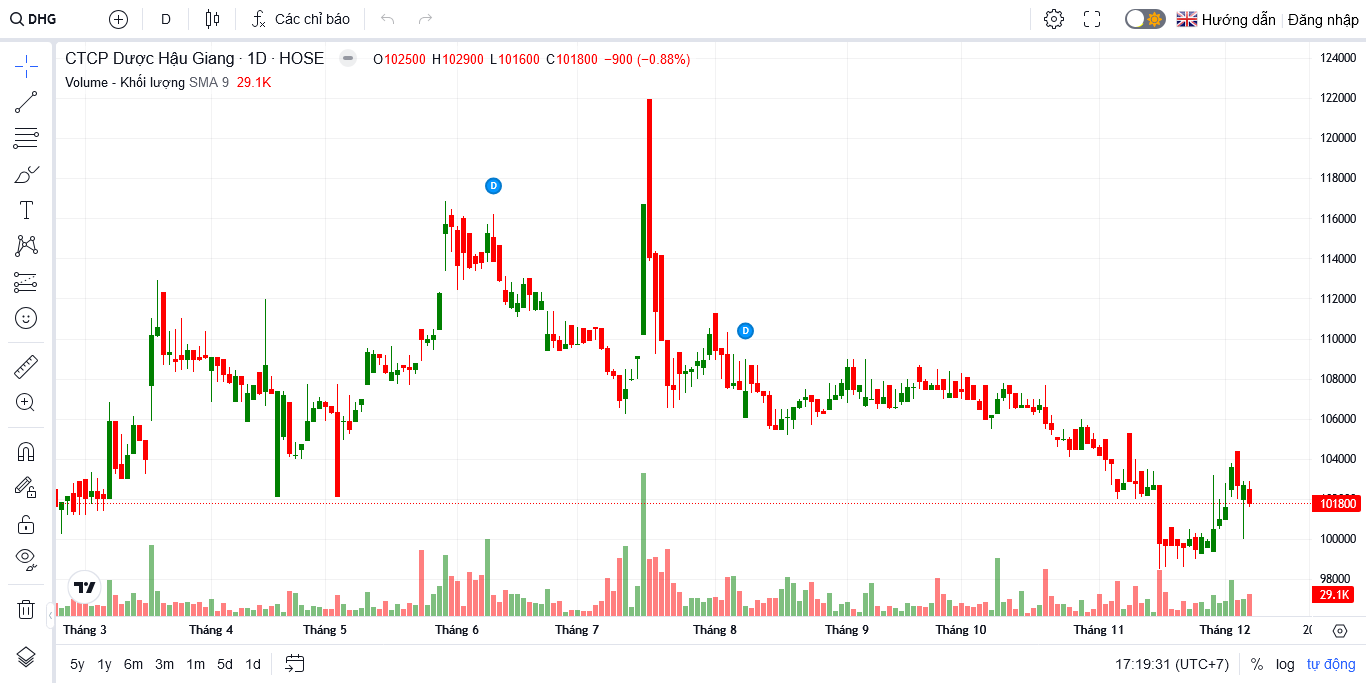 DHG D Các chỉ báo Hướng dẫn Đăng nhập
CTCP Dược Hậu Giang · 1D · HOSE O102500 H102900 L101600 C101800 −900 (−0.88%)
Volume - Khối lượng SMA 9 29.1K
D
D
124000
122000
120000
118000
116000
114000
112000
110000
108000
106000
104000
101800
100000
98000
29.1K
Tháng 3 Tháng 4 Tháng 5 Tháng 6 Tháng 7 Tháng 8 Tháng 9 Tháng 10 Tháng 11 Tháng 12
5y 1y 6m 3m 1m 5d 1d 17:19:31 (UTC+7) % log tự động